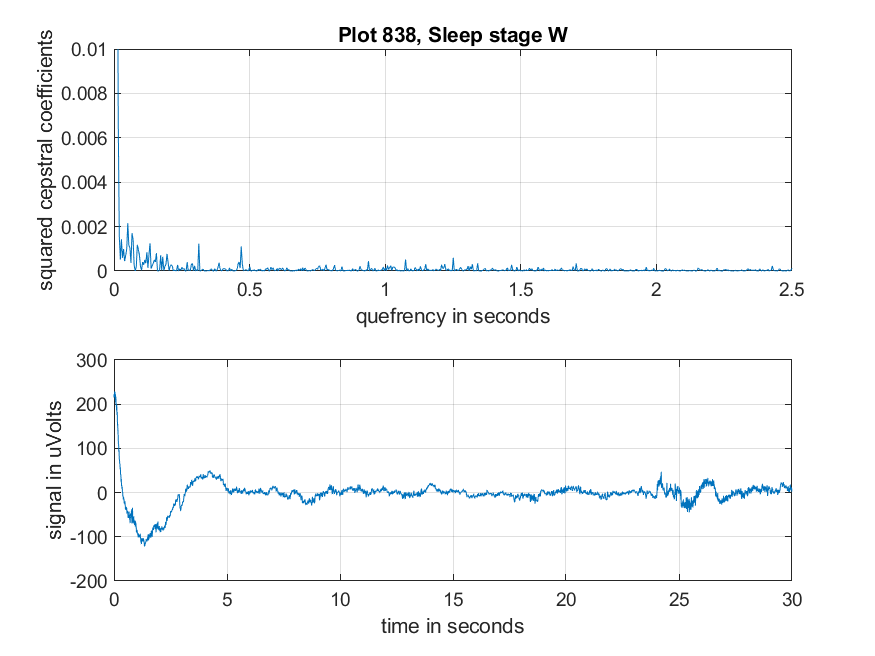 Plot 838, Sleep stage W
squared cepstral coefficients
0.01
0.008
0.006
0.004
0.002
0
0 0.5 1 1.5 2 2.5
quefrency in seconds
signal in uVolts
300
200
100
0
-100
-200
0 5 10 15 20 25 30
time in seconds